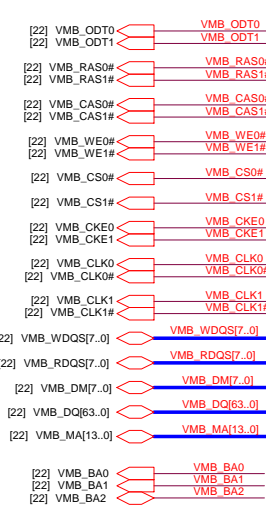 [22] VMB_ODT0 VMB_ODT0
[22] VMB_ODT1 VMB_ODT1
[22] VMB_RAS0# VMB_RAS0#
[22] VMB_RAS1# VMB_RAS1#
[22] VMB_CAS0# VMB_CAS0#
[22] VMB_CAS1# VMB_CAS1#
[22] VMB_WE0# VMB_WE0#
[22] VMB_WE1# VMB_WE1#
[22] VMB_CS0# VMB_CS0#
[22] VMB_CS1# VMB_CS1#
[22] VMB_CKE0 VMB_CKE0
[22] VMB_CKE1 VMB_CKE1
[22] VMB_CLK0 VMB_CLK0
[22] VMB_CLK0# VMB_CLK0#
[22] VMB_CLK1 VMB_CLK1
[22] VMB_CLK1# VMB_CLK1#
22] VMB_WDQS[7..0] VMB_WDQS[7..0]
22] VMB_RDQS[7..0] VMB_RDQS[7..0]
[22] VMB_DM[7..0] VMB_DM[7..0]
[22] VMB_DQ[63..0] VMB_DQ[63..0]
[22] VMB_MA[13..0] VMB_MA[13..0]
[22] VMB_BA0 VMB_BA0
[22] VMB_BA1 VMB_BA1
[22] VMB_BA2 VMB_BA2